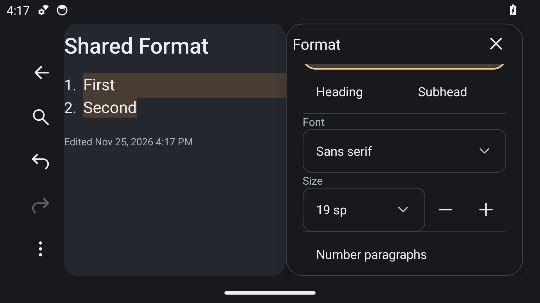 4:17
Shared Format
1. First
2. Second
Edited Nov 25, 2026 4:17 PM
Format
Heading Subhead
Font
Sans serif
Size
19 sp
Number paragraphs